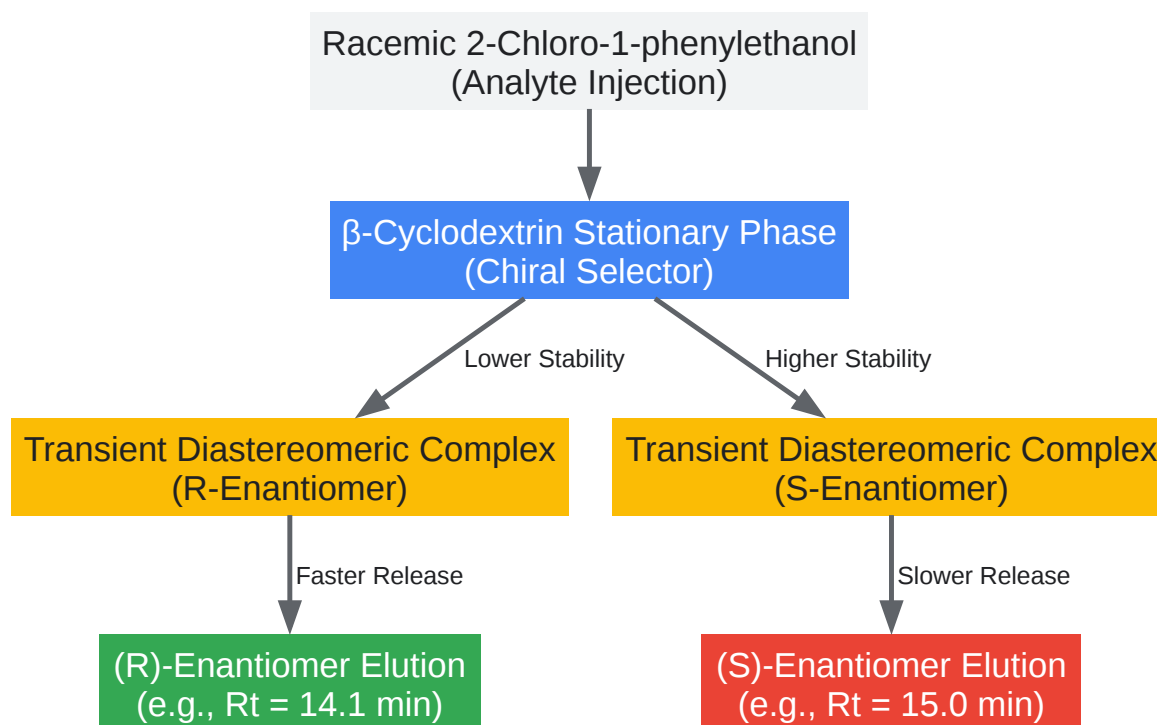 Racemic 2-Chloro-1-phenylethanol
(Analyte Injection)
β-Cyclodextrin Stationary Phase
(Chiral Selector)
Lower Stability
Higher Stability
Transient Diastereomeric Complex
(R-Enantiomer)
Transient Diastereomeric Complex
(S-Enantiomer)
Faster Release
Slower Release
(R)-Enantiomer Elution
(e.g., Rt = 14.1 min)
(S)-Enantiomer Elution
(e.g., Rt = 15.0 min)